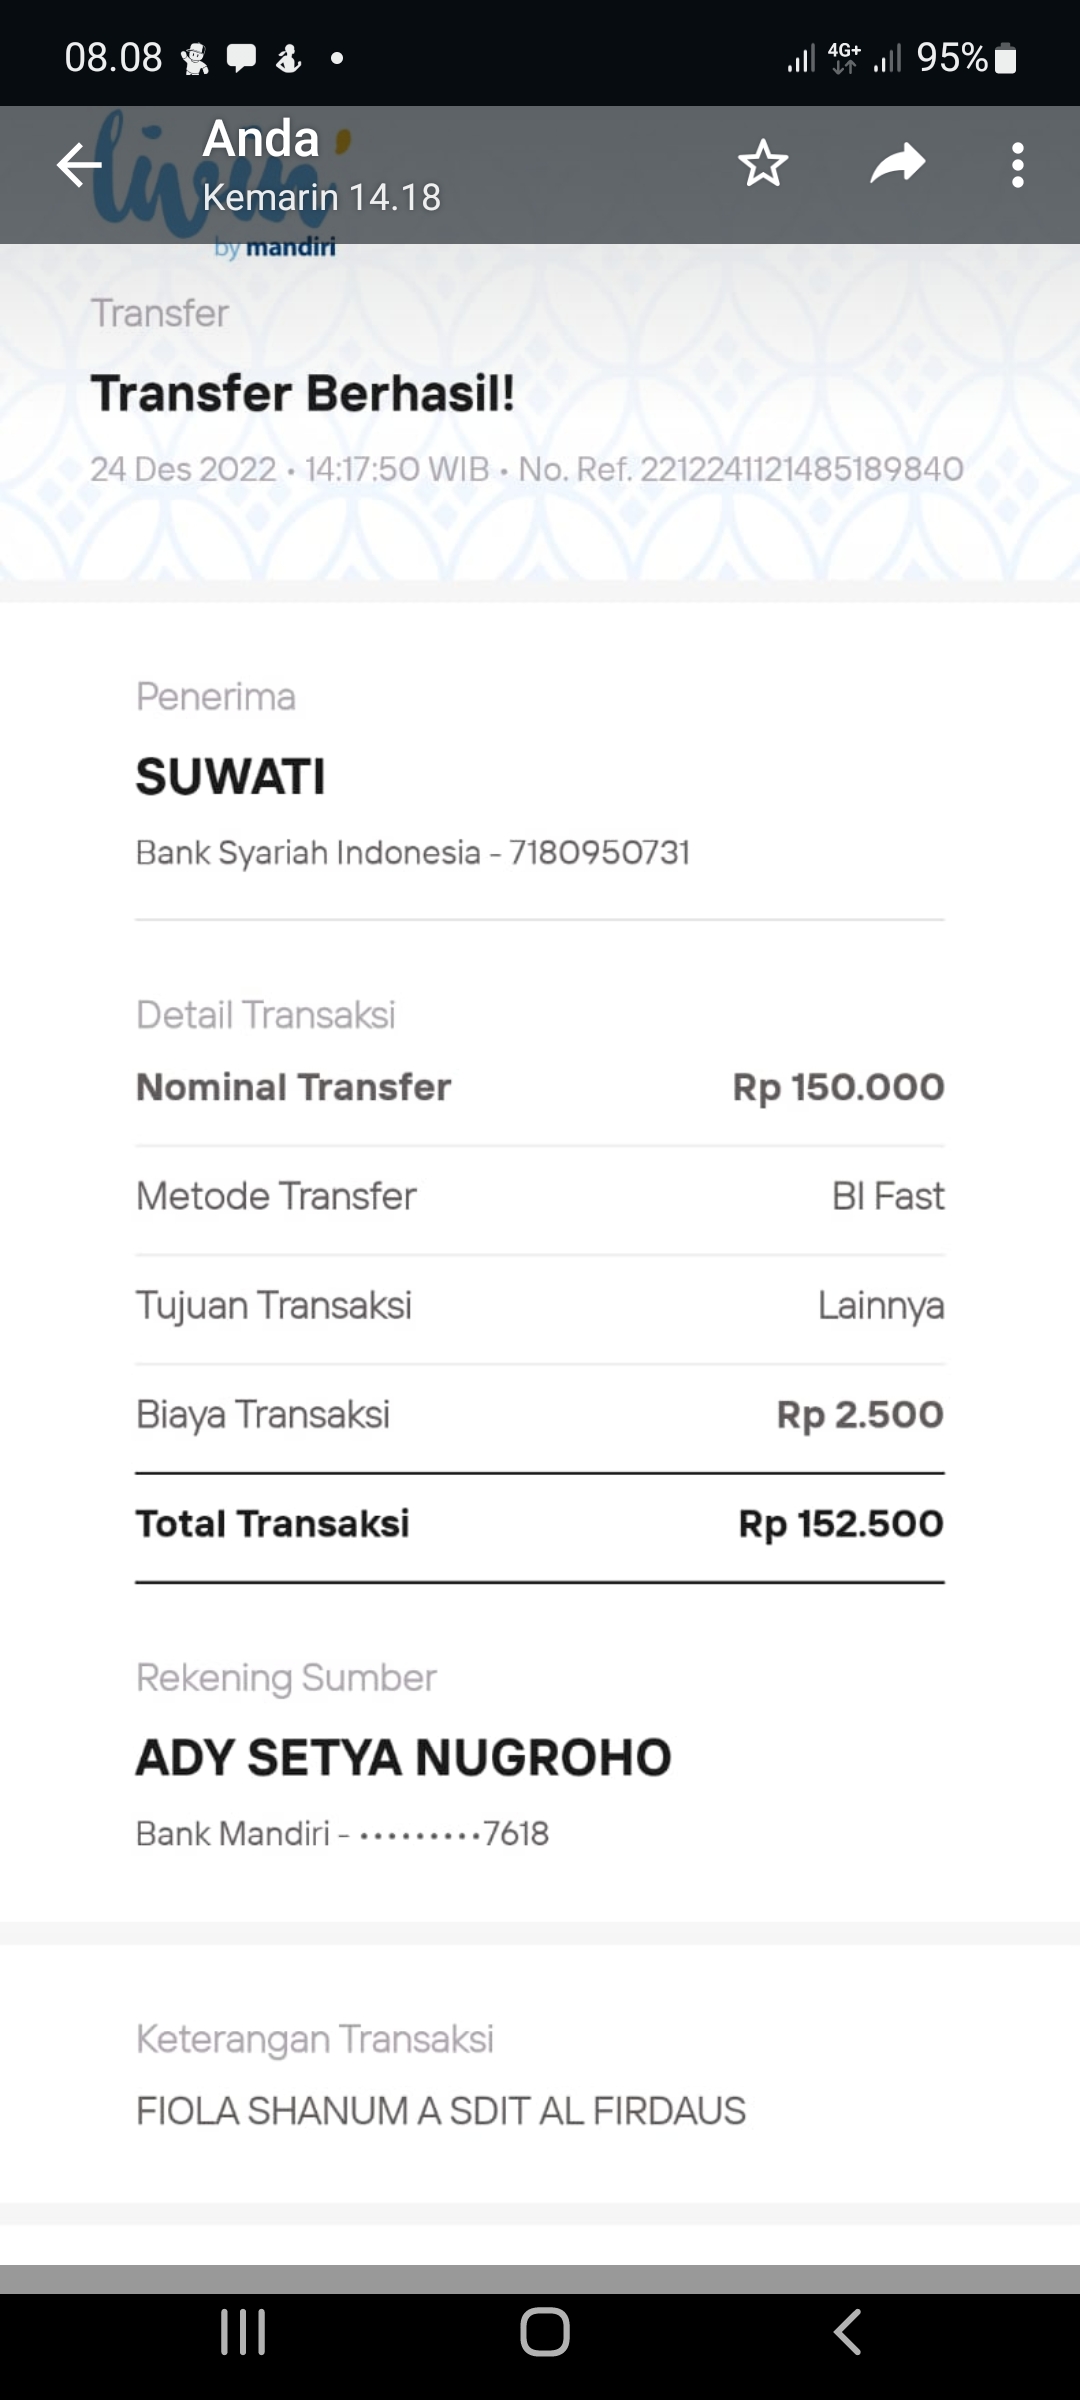 08.08
4G+
95%
Anda
Kemarin 14.18
livin'
by mandiri
Transfer
Transfer Berhasil!
24 Des 2022 • 14:17:50 WIB • No. Ref. 2212241121485189840
Penerima
SUWATI
Bank Syariah Indonesia - 7180950731
Detail Transaksi
Nominal Transfer Rp 150.000
Metode Transfer BI Fast
Tujuan Transaksi Lainnya
Biaya Transaksi Rp 2.500
Total Transaksi Rp 152.500
Rekening Sumber
ADY SETYA NUGROHO
Bank Mandiri - •••••••••7618
Keterangan Transaksi
FIOLA SHANUM A SDIT AL FIRDAUS